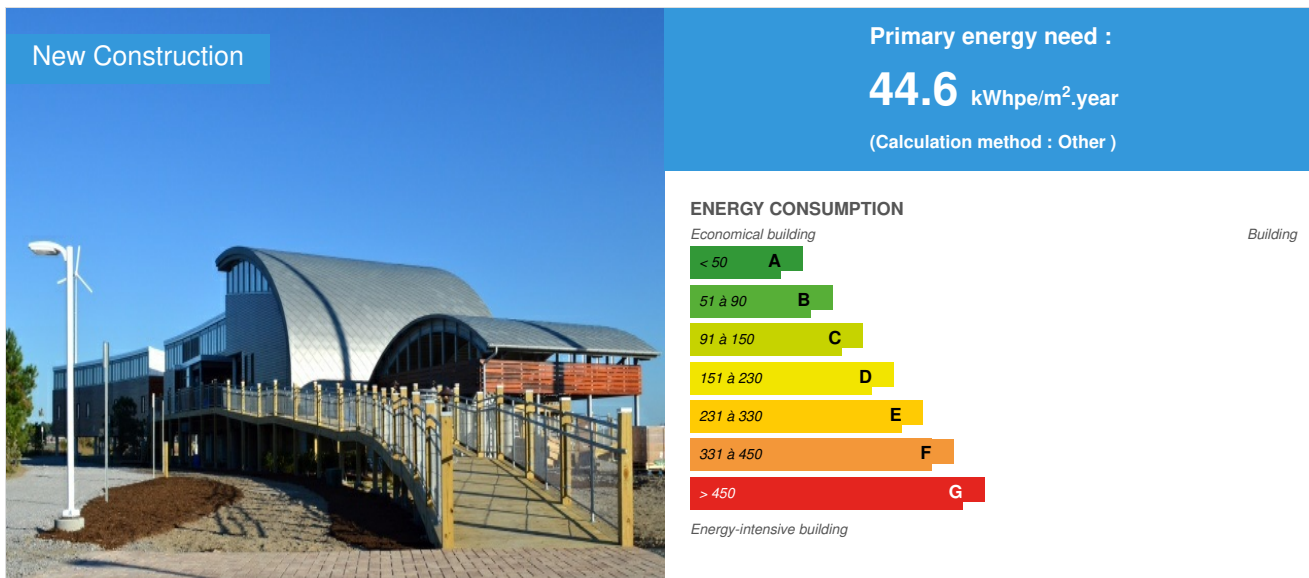 New Construction
Primary energy need :
44.6 kWhpe/m².year
(Calculation method : Other )
ENERGY CONSUMPTION
Economical building
Building
< 50 A
51 à 90 B
91 à 150 C
151 à 230 D
231 à 330 E
331 à 450 F
> 450 G
Energy-intensive building